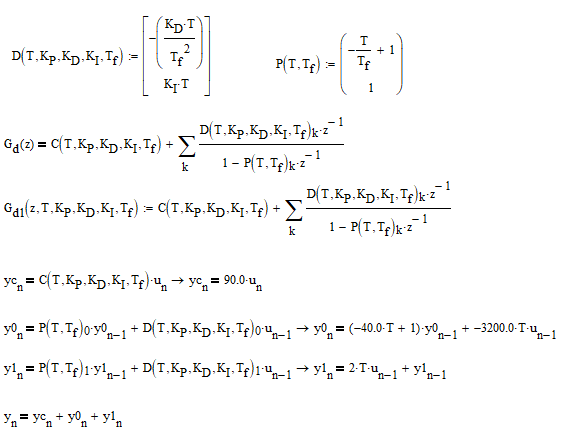 D(T,K_P,K_D,K_I,T_f) := [ -(K_D·T / T_f^2) ; K_I·T ]    P(T,T_f) := ( -T/T_f + 1 ; 1 )
G_d(z) = C(T,K_P,K_D,K_I,T_f) + ∑_k D(T,K_P,K_D,K_I,T_f)_k·z^-1 / 1 - P(T,T_f)_k·z^-1
G_d1(z,T,K_P,K_D,K_I,T_f) := C(T,K_P,K_D,K_I,T_f) + ∑_k D(T,K_P,K_D,K_I,T_f)_k·z^-1 / 1 - P(T,T_f)_k·z^-1
yc_n = C(T,K_P,K_D,K_I,T_f)·u_n → yc_n = 90.0·u_n
y0_n = P(T,T_f)_0·y0_n-1 + D(T,K_P,K_D,K_I,T_f)_0·u_n-1 → y0_n = (-40.0·T + 1)·y0_n-1 + -3200.0·T·u_n-1
y1_n = P(T,T_f)_1·y1_n-1 + D(T,K_P,K_D,K_I,T_f)_1·u_n-1 → y1_n = 2·T·u_n-1 + y1_n-1
y_n = yc_n + y0_n + y1_n